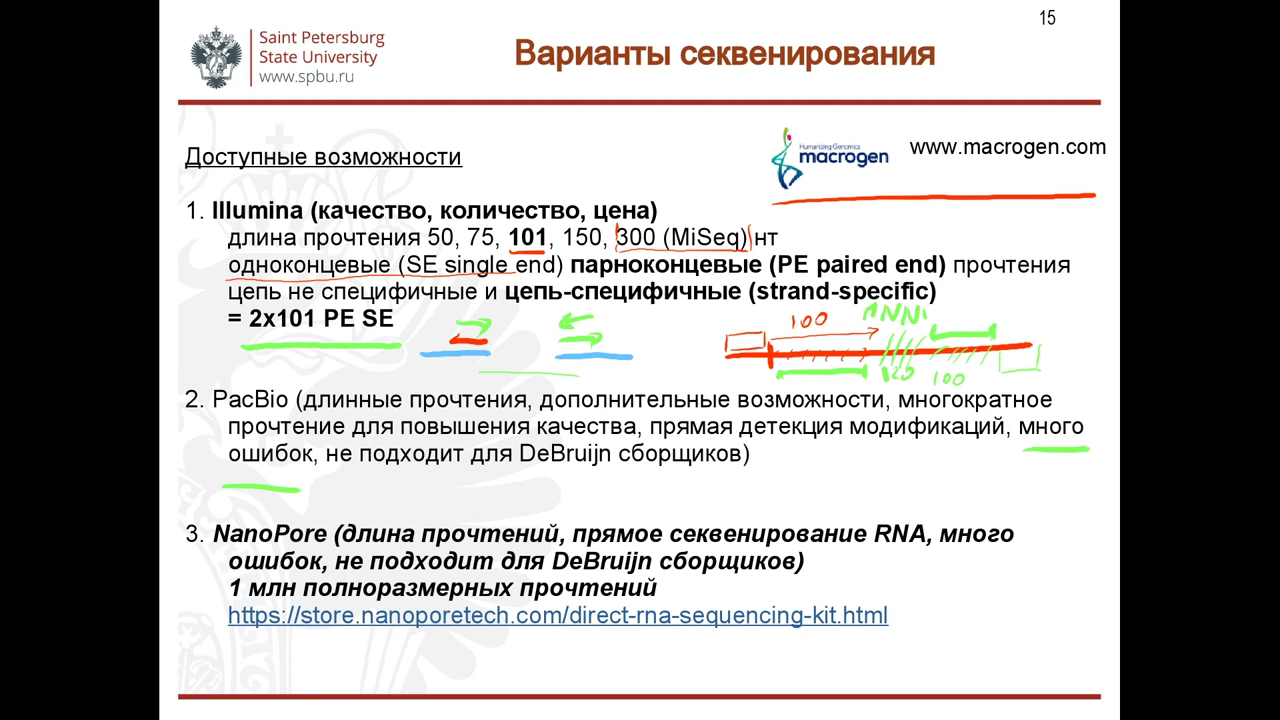 15
Saint Petersburg
State University
www.spbu.ru
Варианты секвенирования
Доступные возможности
Humanizing Genomics
macrogen
www.macrogen.com
1. Illumina (качество, количество, цена)
длина прочтения 50, 75, 101, 150, 300 (MiSeq) нт
одноконцевые (SE single end) парноконцевые (PE paired end) прочтения
цепь не специфичные и цепь-специфичные (strand-specific)
= 2x101 PE SE
100
NNN
120
100
2. PacBio (длинные прочтения, дополнительные возможности, многократное
прочтение для повышения качества, прямая детекция модификаций, много
ошибок, не подходит для DeBruijn сборщиков)
3. NanoPore (длина прочтений, прямое секвенирование RNA, много
ошибок, не подходит для DeBruijn сборщиков)
1 млн полноразмерных прочтений
https://store.nanoporetech.com/direct-rna-sequencing-kit.html